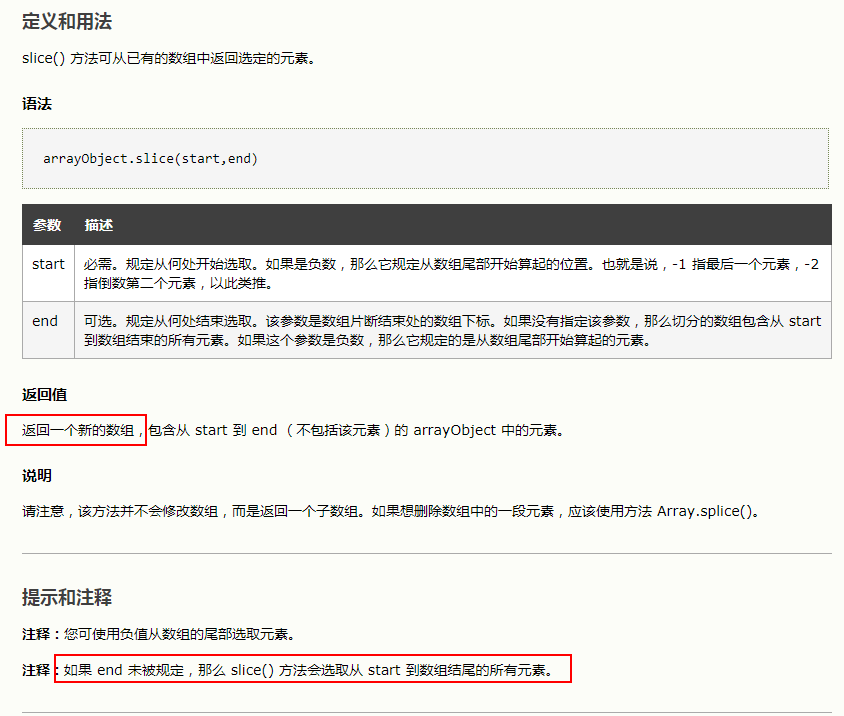 定义和用法
slice() 方法可从已有的数组中返回选定的元素。
语法
arrayObject.slice(start,end)
参数 描述
start 必需。规定从何处开始选取。如果是负数，那么它规定从数组尾部开始算起的位置。也就是说，-1 指最后一个元素，-2
指倒数第二个元素，以此类推。
end 可选。规定从何处结束选取。该参数是数组片断结束处的数组下标。如果没有指定该参数，那么切分的数组包含从 start
到数组结束的所有元素。如果这个参数是负数，那么它规定的是从数组尾部开始算起的元素。
返回值
返回一个新的数组，包含从 start 到 end （不包括该元素）的 arrayObject 中的元素。
说明
请注意，该方法并不会修改数组，而是返回一个子数组。如果想删除数组中的一段元素，应该使用方法 Array.splice()。
提示和注释
注释：您可使用负值从数组的尾部选取元素。
注释：如果 end 未被规定，那么 slice() 方法会选取从 start 到数组结尾的所有元素。